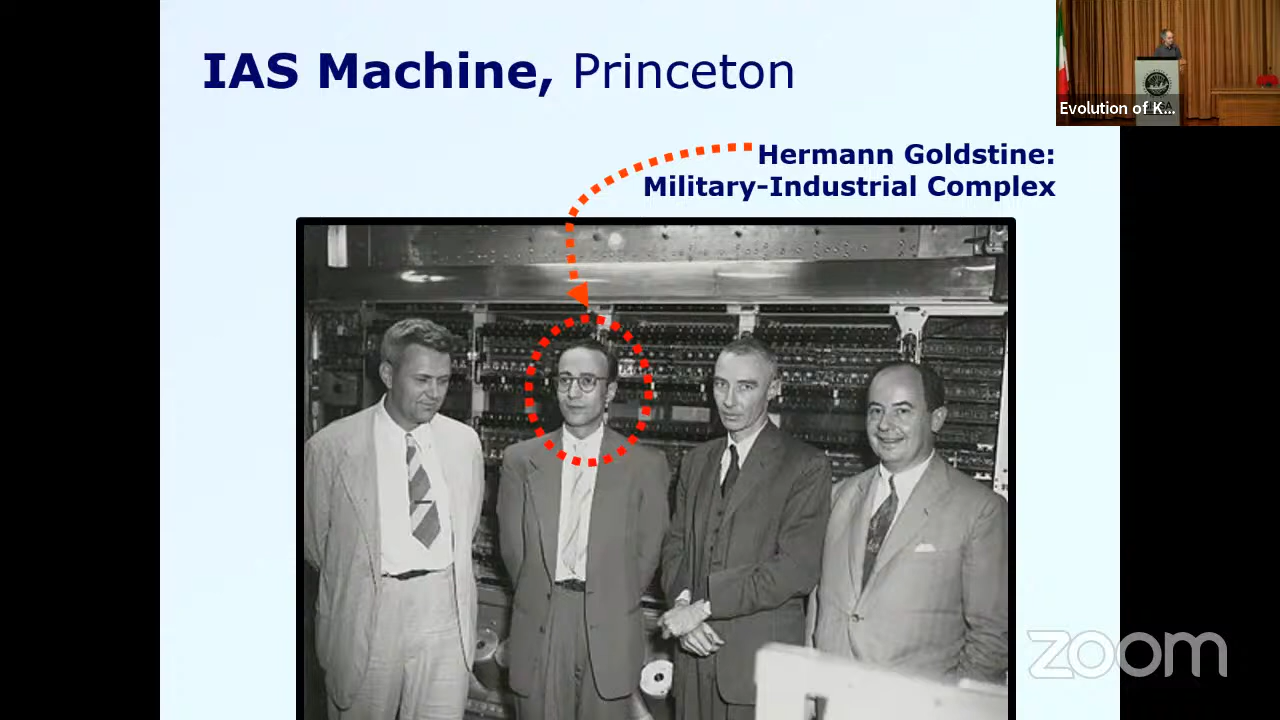 IAS Machine, Princeton
Evolution of K...
Hermann Goldstine:
Military-Industrial Complex
zoom